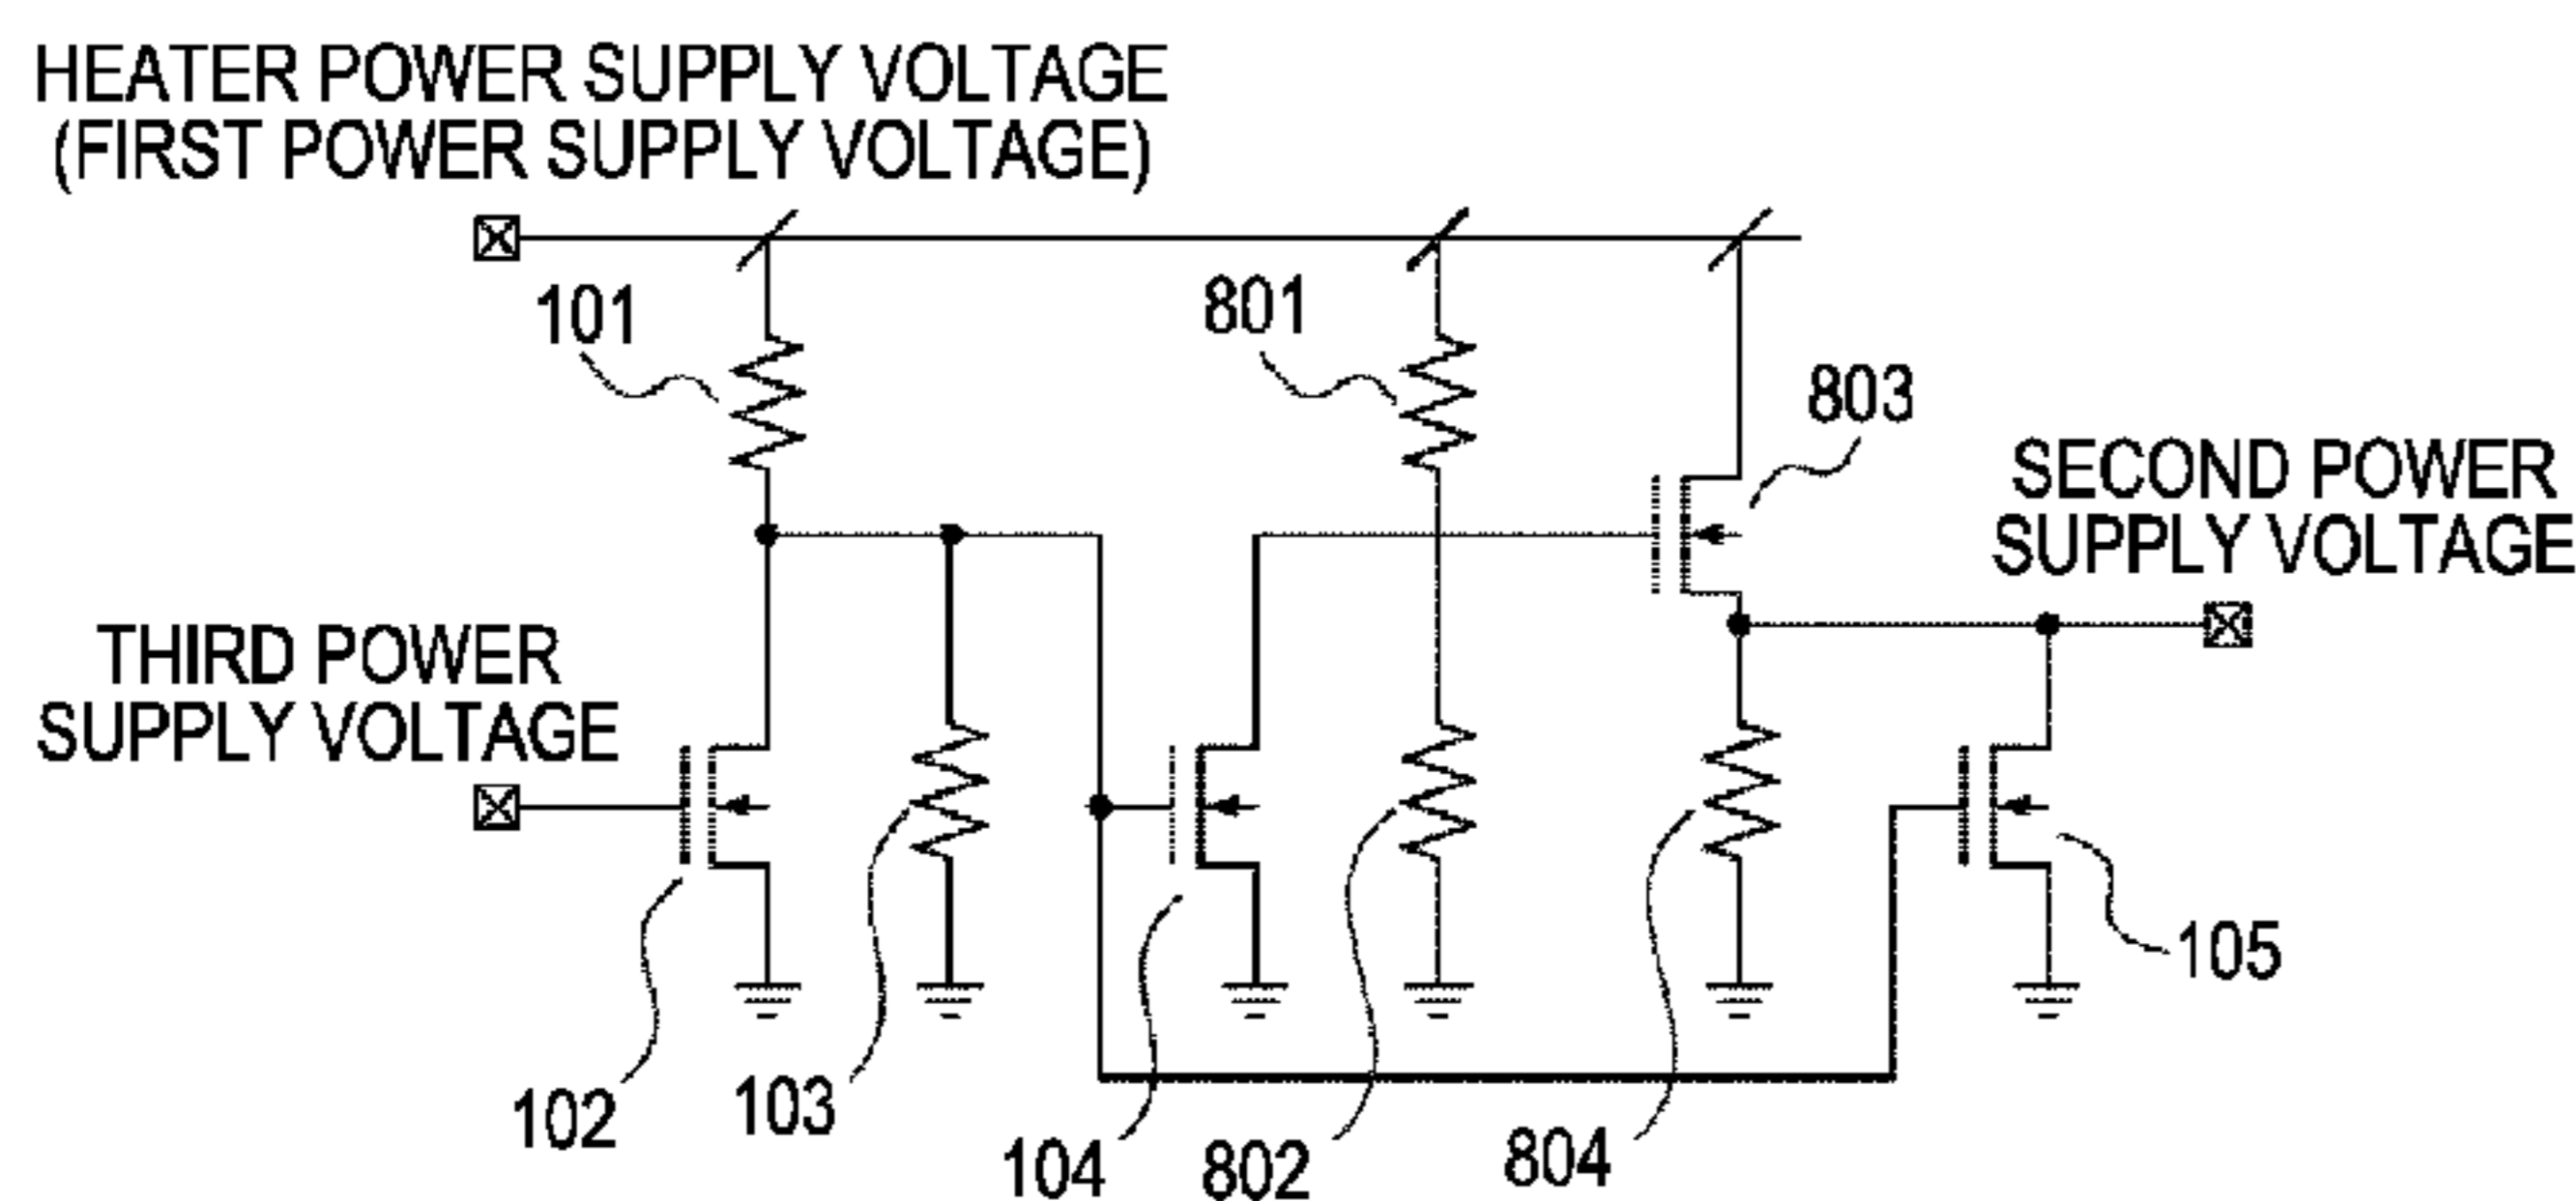 HEATER POWER SUPPLY VOLTAGE
(FIRST POWER SUPPLY VOLTAGE)
101
801
803
SECOND POWER
SUPPLY VOLTAGE
THIRD POWER
SUPPLY VOLTAGE
105
102
103
104
802
804